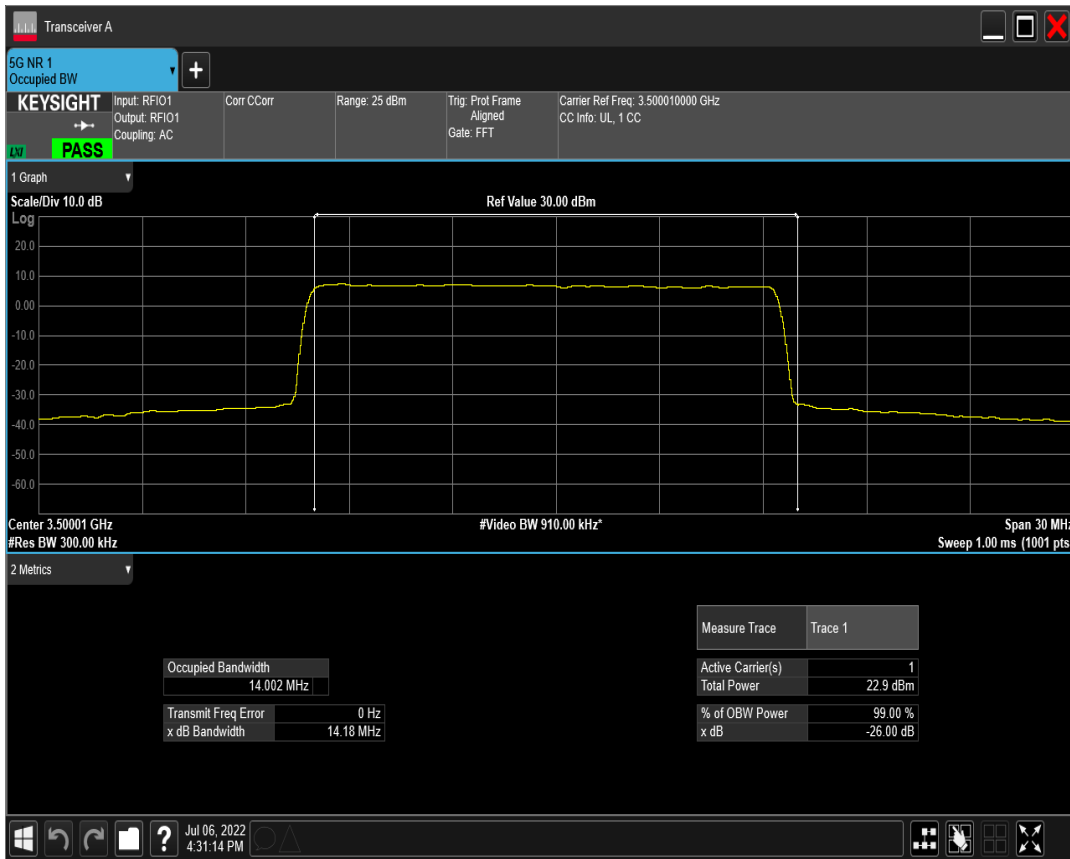 Transceiver A
5G NR 1
Occupied BW
+
KEYSIGHT
LXI
PASS
Input: RFIO1
Output: RFIO1
Coupling: AC
Corr CCorr
Range: 25 dBm
Trig: Prot Frame
Aligned
Gate: FFT
Carrier Ref Freq: 3.500010000 GHz
CC Info: UL, 1 CC
1 Graph
Scale/Div 10.0 dB
Ref Value 30.00 dBm
Log
20.0
10.0
0.00
-10.0
-20.0
-30.0
-40.0
-50.0
-60.0
Center 3.50001 GHz
#Video BW 910.00 kHz*
Span 30 MHz
#Res BW 300.00 kHz
Sweep 1.00 ms (1001 pts
2 Metrics
Measure Trace Trace 1
Occupied Bandwidth
14.002 MHz
Active Carrier(s) 1
Total Power 22.9 dBm
Transmit Freq Error 0 Hz
x dB Bandwidth 14.18 MHz
% of OBW Power 99.00 %
x dB -26.00 dB
?
Jul 06, 2022
4:31:14 PM